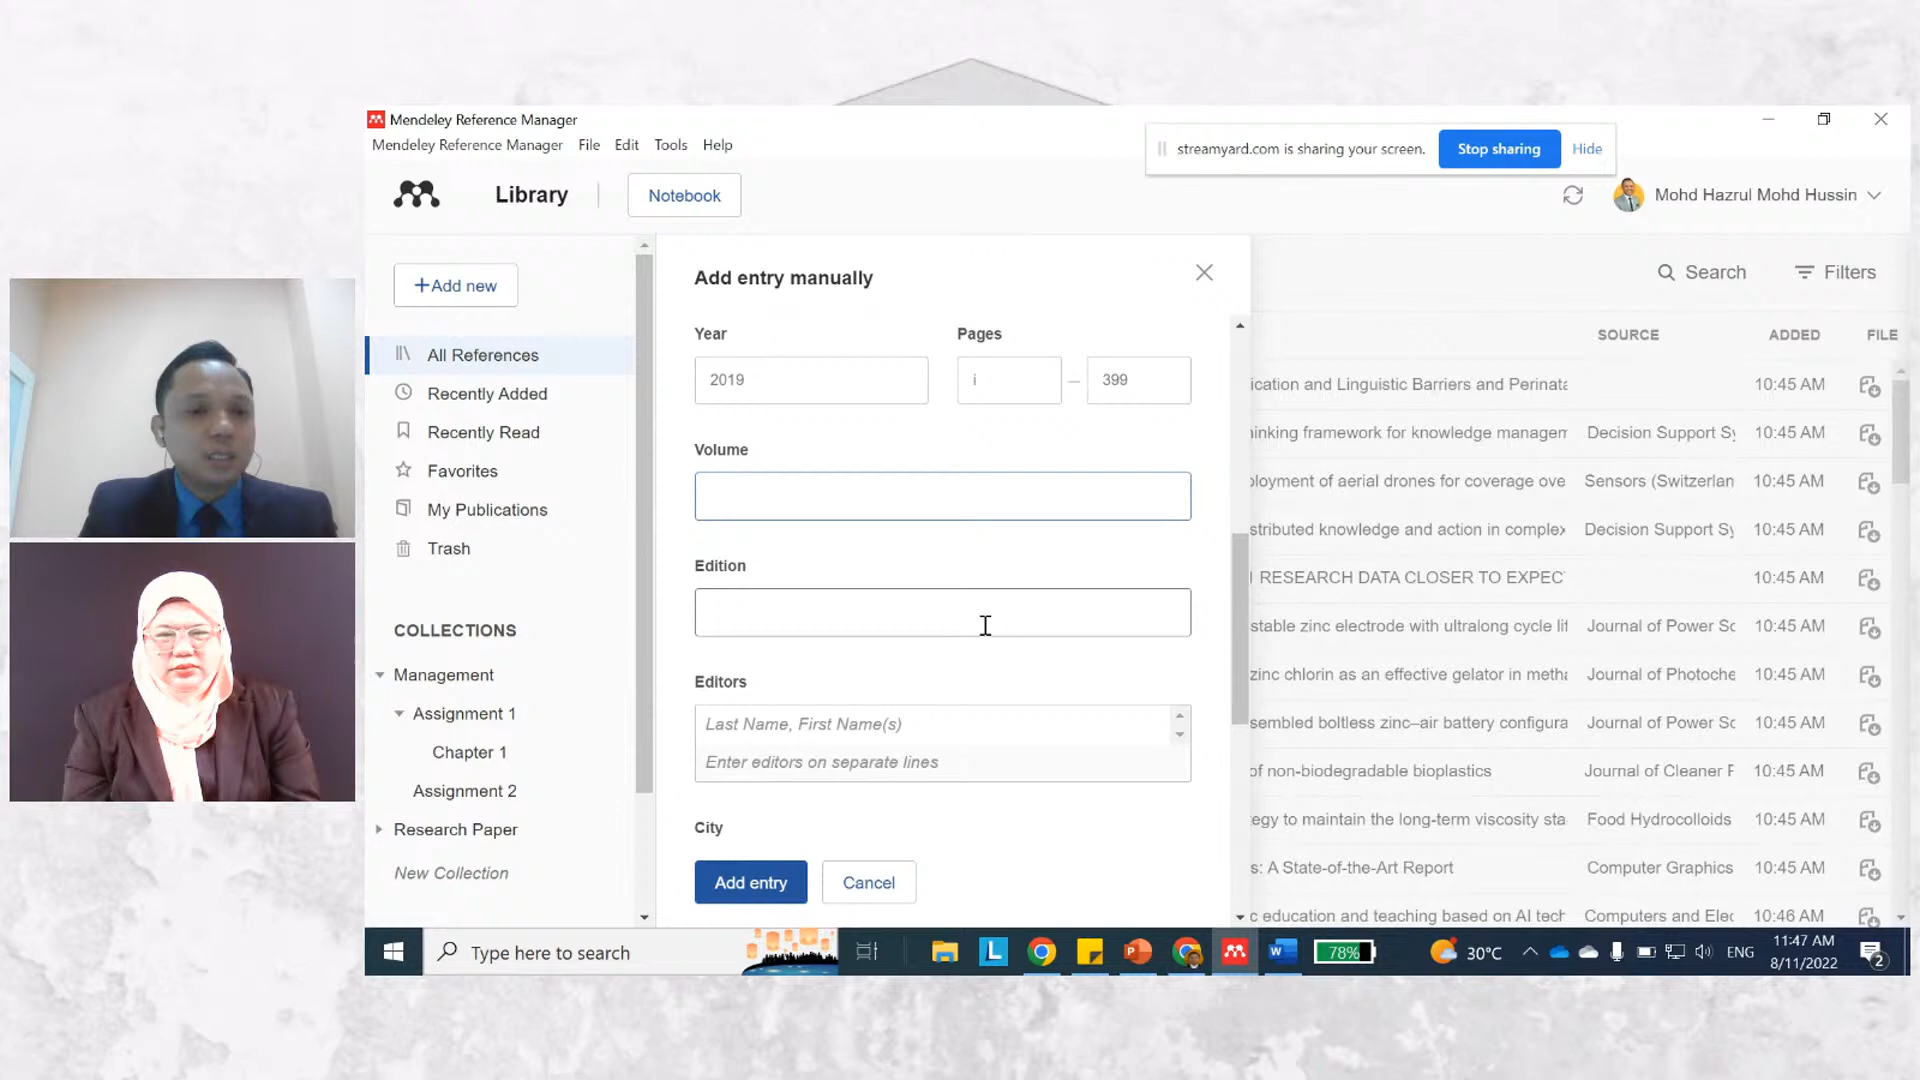 Mendeley Reference Manager
Mendeley Reference Manager File Edit Tools Help
streamyard.com is sharing your screen. Stop sharing Hide
Library Notebook
Mohd Hazrul Mohd Hussin
+Add new
All References
Recently Added
Recently Read
Favorites
My Publications
Trash
COLLECTIONS
Management
Assignment 1
Chapter 1
Assignment 2
Research Paper
New Collection
Add entry manually
Year Pages
2019 i — 399
Volume
Edition
Editors
Last Name, First Name(s)
Enter editors on separate lines
City
Add entry Cancel
Search Filters
SOURCE ADDED FILE
ication and Linguistic Barriers and Perinata 10:45 AM
inking framework for knowledge managem Decision Support Sy 10:45 AM
loyment of aerial drones for coverage ove Sensors (Switzerlan 10:45 AM
stributed knowledge and action in complex Decision Support Sy 10:45 AM
RESEARCH DATA CLOSER TO EXPEC 10:45 AM
stable zinc electrode with ultralong cycle lif Journal of Power Sc 10:45 AM
zinc chlorin as an effective gelator in metha Journal of Photoche 10:45 AM
sembled boltless zinc–air battery configura Journal of Power Sc 10:45 AM
of non-biodegradable bioplastics Journal of Cleaner F 10:45 AM
egy to maintain the long-term viscosity sta Food Hydrocolloids 10:45 AM
s: A State-of-the-Art Report Computer Graphics 10:45 AM
c education and teaching based on AI tech Computers and Elec 10:46 AM
Type here to search
78%
30°C
ENG
11:47 AM
8/11/2022
2